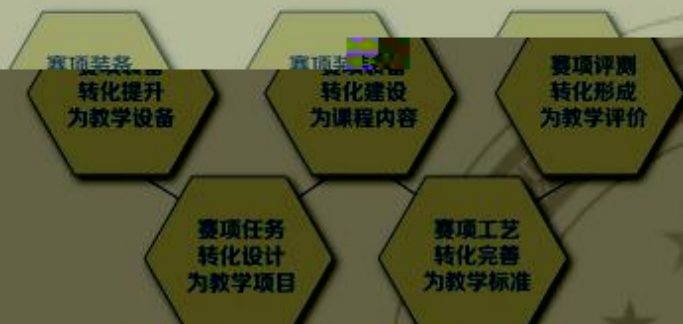 赛项装备
转化提升
为教学设备
赛项
转化建设
为课程内容
赛项评测
转化形成
为教学评价
赛项任务
转化设计
为教学项目
赛项工艺
转化完善
为教学标准